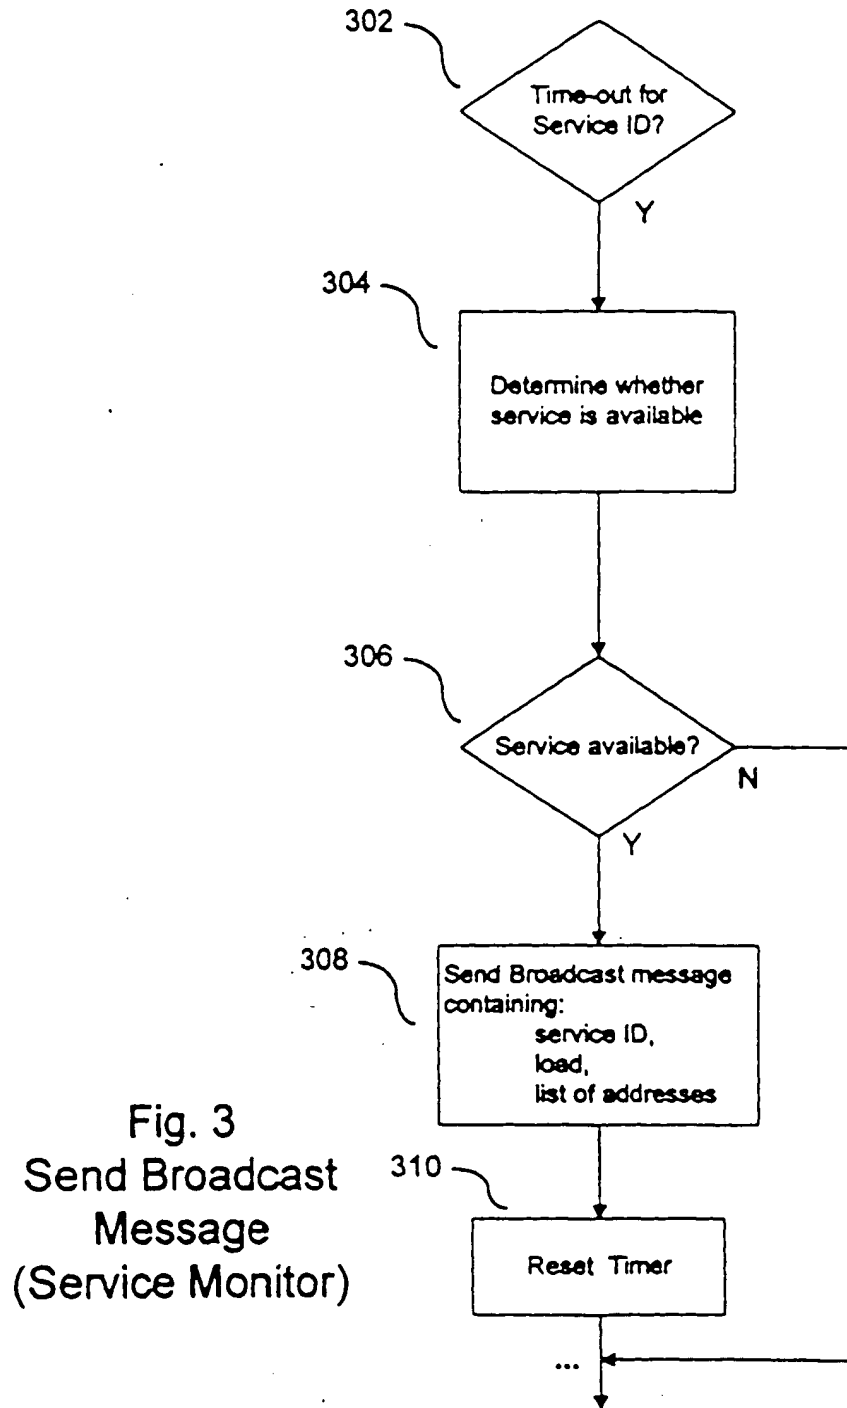 302
Time-out for
Service ID?
Y
304
Determine whether
service is available
306
Service available?
N
Y
308
Send Broadcast message
containing:
service ID,
load,
list of addresses
Fig. 3
Send Broadcast
Message
(Service Monitor)
310
Reset Timer
...